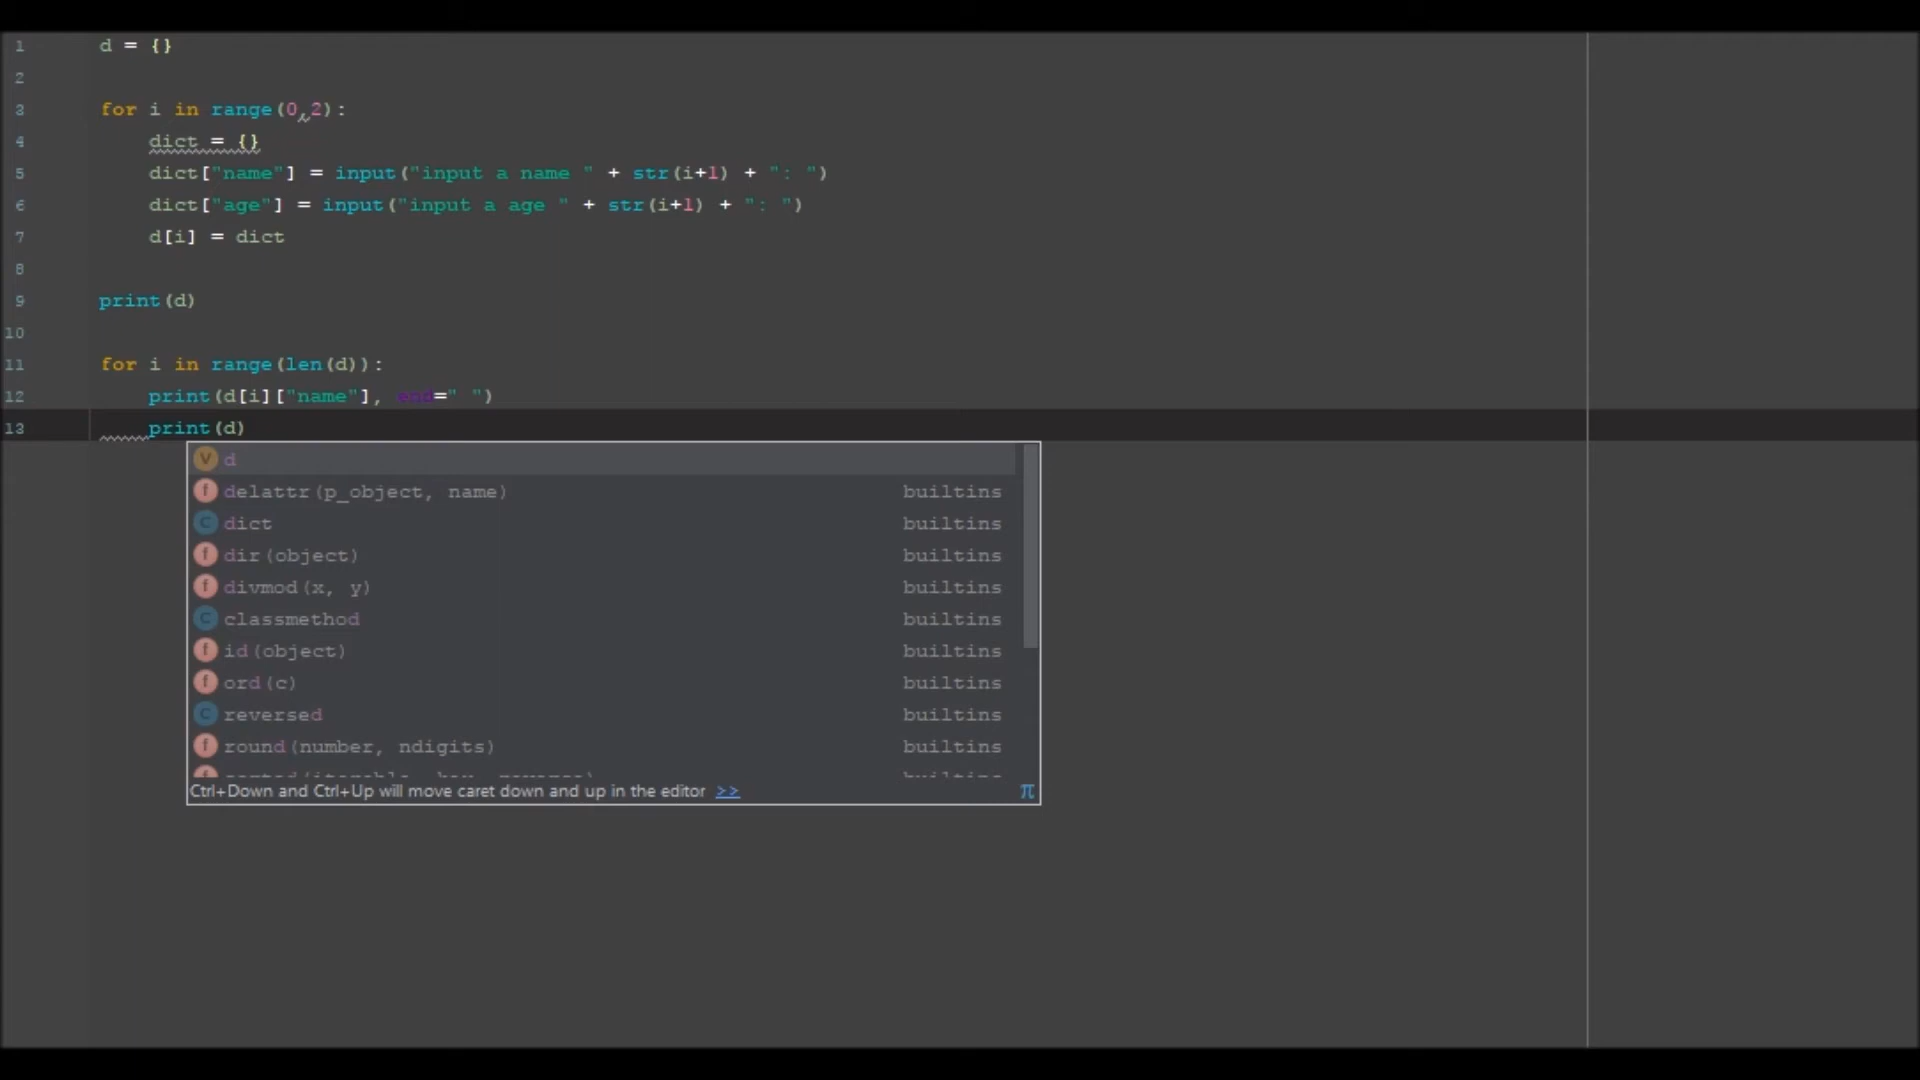 1 d = {}
2
3 for i in range(0,2):
4 dict = {}
5 dict["name"] = input("input a name " + str(i+1) + ": ")
6 dict["age"] = input("input a age " + str(i+1) + ": ")
7 d[i] = dict
8
9 print(d)
10
11 for i in range(len(d)):
12 print(d[i]["name"], end=" ")
13 print(d)
V d
f delattr(p_object, name) builtins
C dict builtins
f dir(object) builtins
f divmod(x, y) builtins
C classmethod builtins
f id(object) builtins
f ord(c) builtins
C reversed builtins
f round(number, ndigits) builtins
Ctrl+Down and Ctrl+Up will move caret down and up in the editor >> π